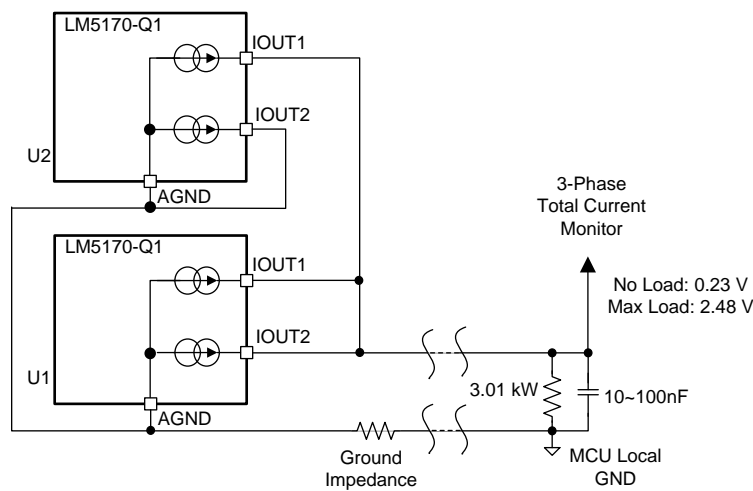 LM5170-Q1
IOUT1
IOUT2
U2
AGND
LM5170-Q1
IOUT1
IOUT2
U1
AGND
3-Phase
Total Current
Monitor
No Load: 0.23 V
Max Load: 2.48 V
3.01 kW
10~100nF
Ground
Impedance
MCU Local
GND